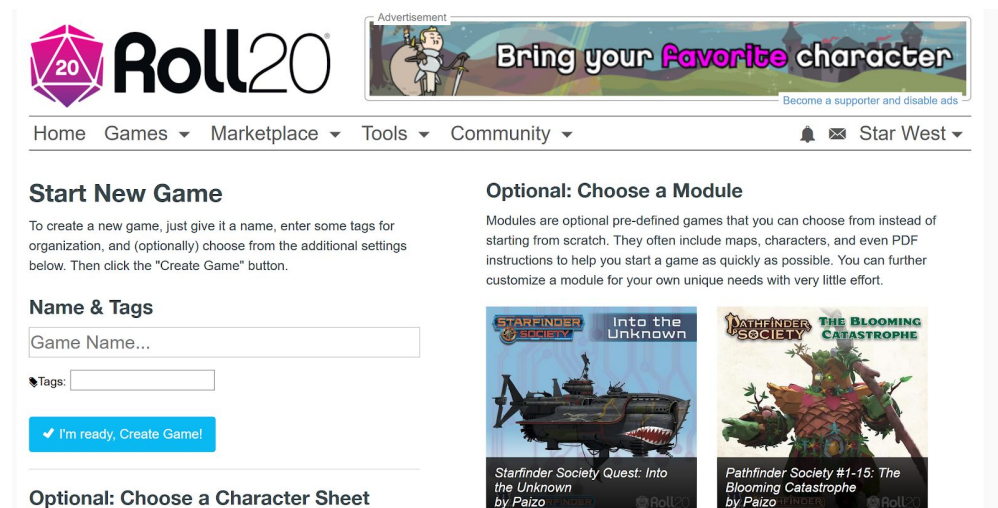 Advertisement
20 Roll20®
Bring your favorite character
Become a supporter and disable ads
Home Games Marketplace Tools Community Star West
Start New Game
To create a new game, just give it a name, enter some tags for
organization, and (optionally) choose from the additional settings
below. Then click the "Create Game" button.
Name & Tags
Game Name...
Tags:
I'm ready, Create Game!
Optional: Choose a Character Sheet
Optional: Choose a Module
Modules are optional pre-defined games that you can choose from instead of
starting from scratch. They often include maps, characters, and even PDF
instructions to help you start a game as quickly as possible. You can further
customize a module for your own unique needs with very little effort.
STARFINDER
SOCIETY
Into the
Unknown
Starfinder Society Quest: Into
the Unknown
by Paizo
Roll20
PATHFINDER
SOCIETY
THE BLOOMING
CATASTROPHE
Pathfinder Society #1-15: The
Blooming Catastrophe
by Paizo
Roll20